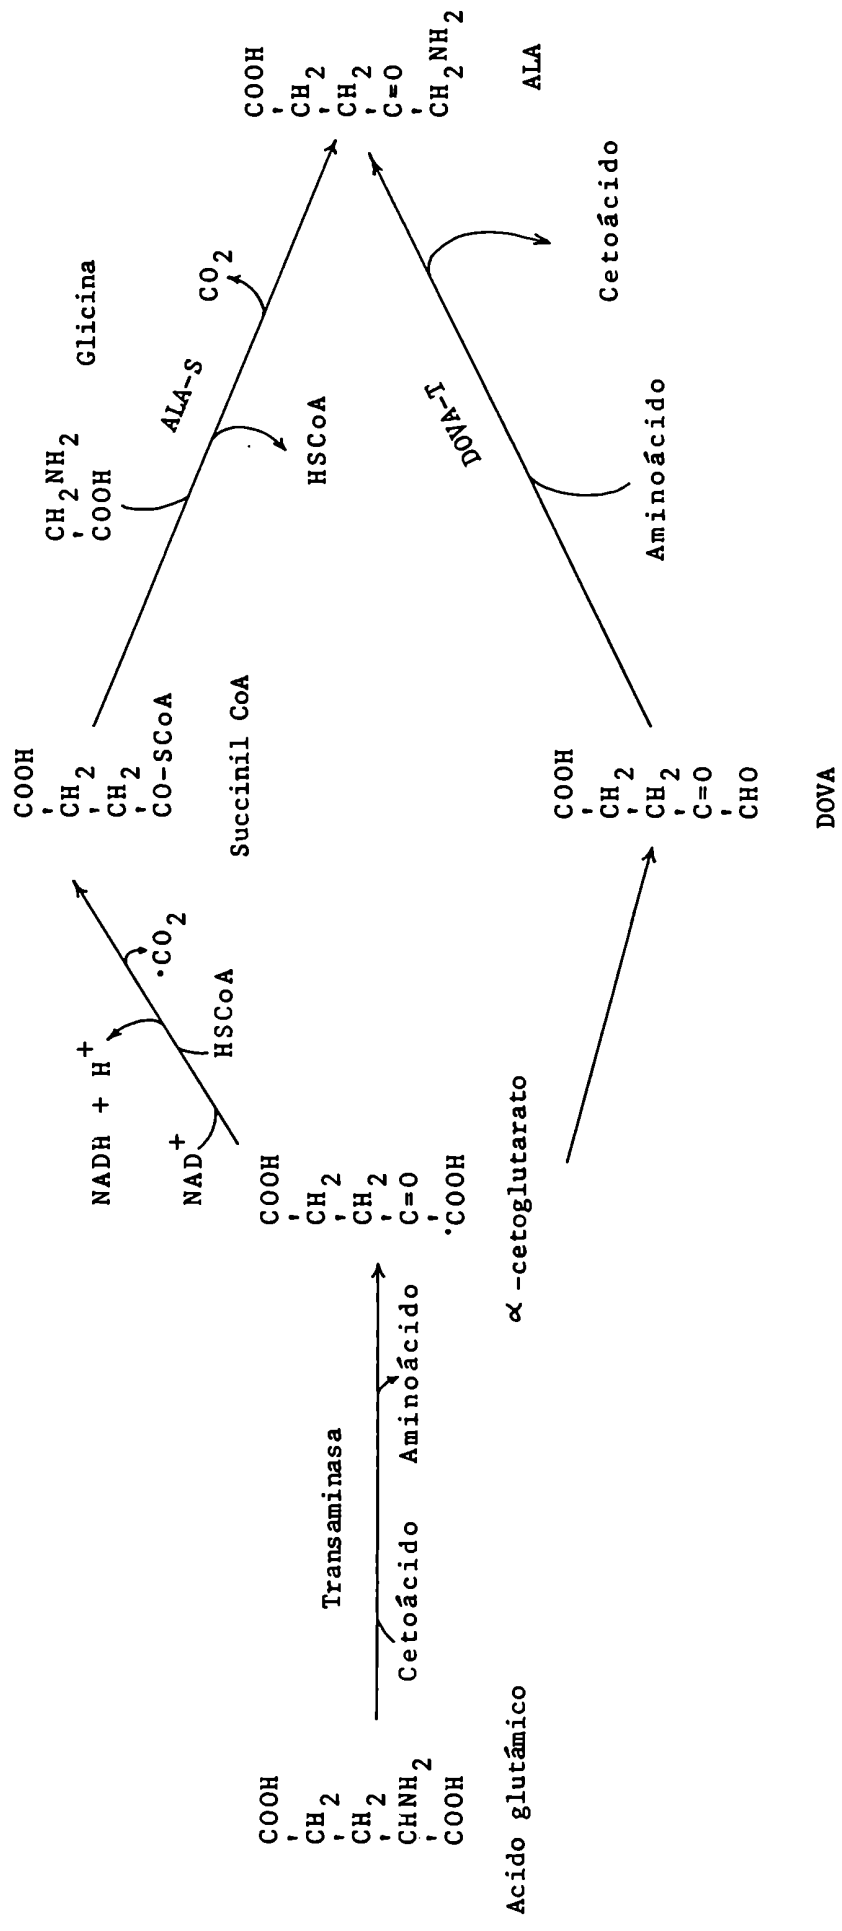 COOH
CH2
CH2
CHNH2
COOH
Acido glutámico
Transaminasa
Cetoácido
Aminoácido
COOH
CH2
CH2
C=O
·COOH
α-cetoglutarato
NAD+
NADH + H+
HSCoA
·CO2
COOH
CH2
CH2
CO-SCoA
Succinil CoA
CH2NH2
COOH
Glicina
ALA-S
HSCoA
CO2
COOH
CH2
CH2
C=O
CHO
DOVA
DOVA-T
Aminoácido
Cetoácido
COOH
CH2
CH2
C=O
CH2NH2
ALA